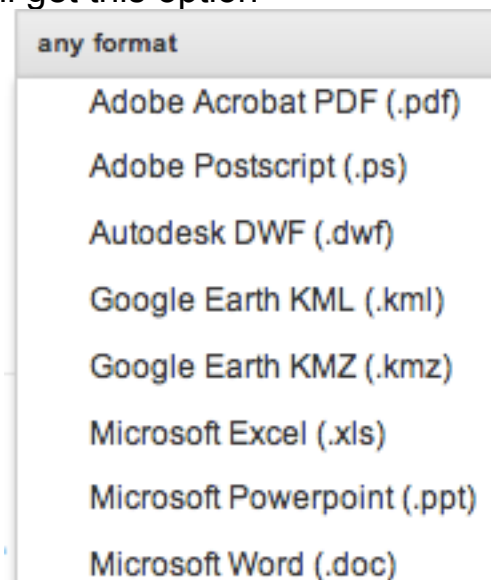 get this option
any format
Adobe Acrobat PDF (.pdf)
Adobe Postscript (.ps)
Autodesk DWF (.dwf)
Google Earth KML (.kml)
Google Earth KMZ (.kmz)
Microsoft Excel (.xls)
Microsoft Powerpoint (.ppt)
Microsoft Word (.doc)